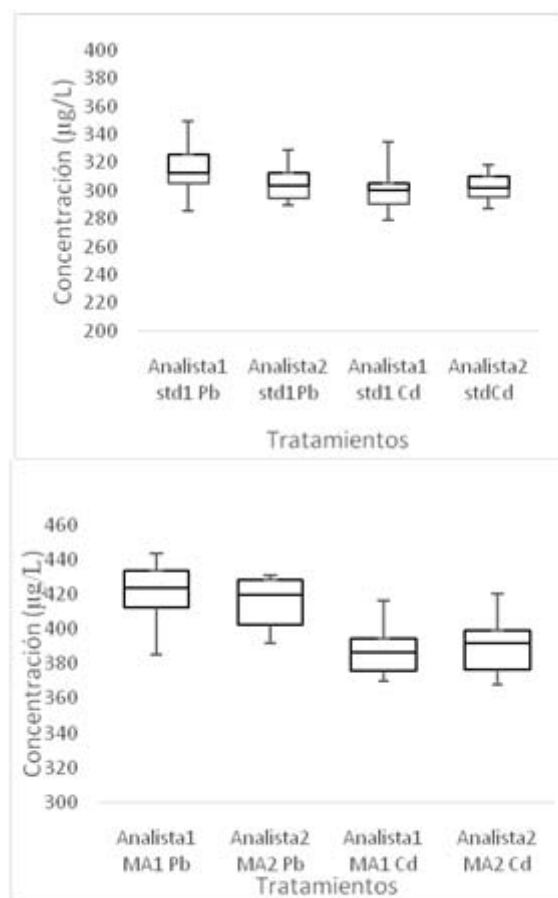 Concentración (µg/L)
400
380
360
340
320
300
280
260
240
220
200
Analista1 Analista2 Analista1 Analista2
std1 Pb std1Pb std1 Cd stdCd
Tratamientos
Concentración (µg/L)
460
440
420
400
380
360
340
320
300
Analista1 Analista2 Analista1 Analista2
MA1 Pb MA2 Pb MA1 Cd MA2 Cd
Tratamientos